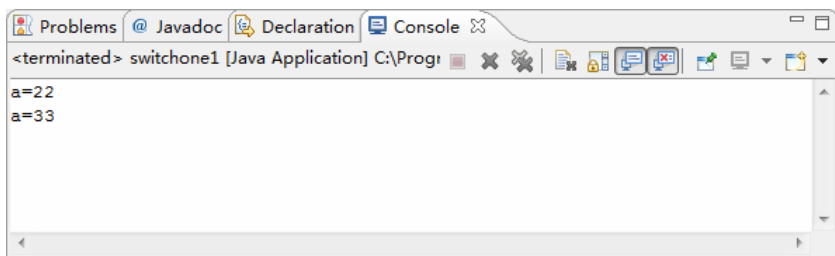 Problems @ Javadoc Declaration Console
<terminated> switchone1 [Java Application] C:\Progr
a=22
a=33